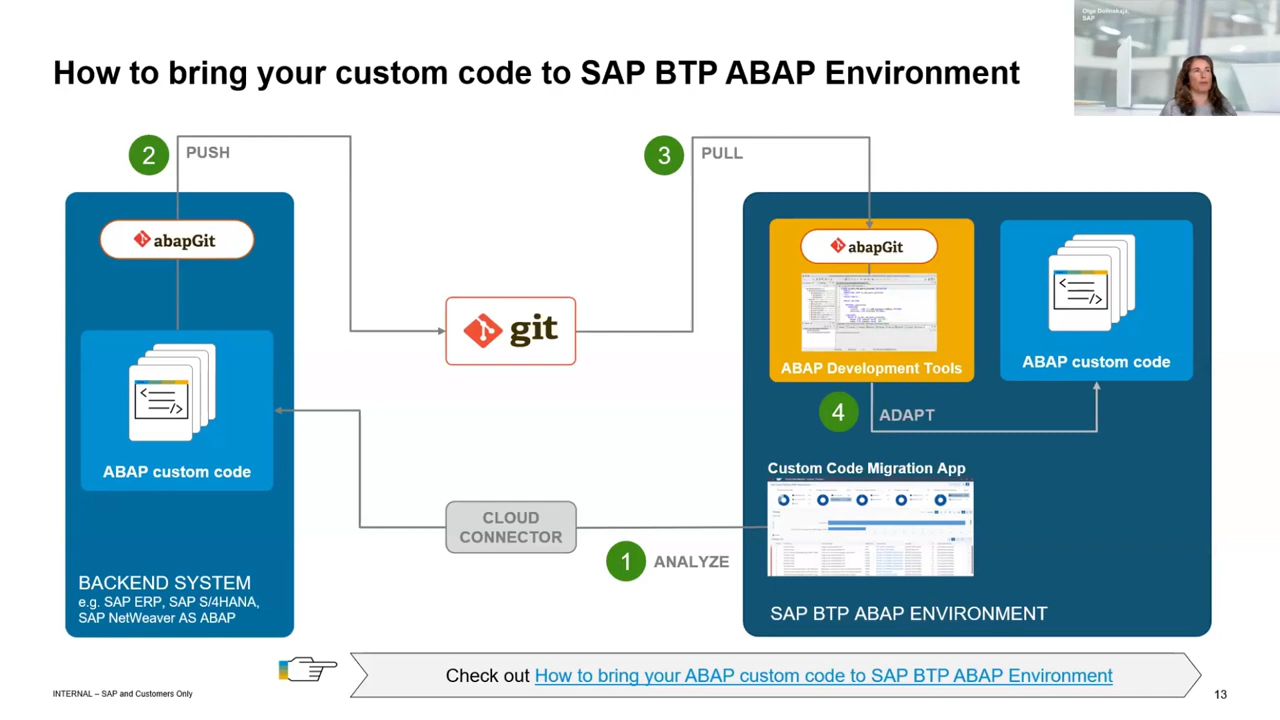 Olga Dolinskaja,
SAP
How to bring your custom code to SAP BTP ABAP Environment
2
PUSH
3
PULL
abapGit
abapGit
git
ABAP Development Tools
ABAP custom code
4
ADAPT
ABAP custom code
Custom Code Migration App
CLOUD
CONNECTOR
1
ANALYZE
BACKEND SYSTEM
e.g. SAP ERP, SAP S/4HANA,
SAP NetWeaver AS ABAP
SAP BTP ABAP ENVIRONMENT
Check out How to bring your ABAP custom code to SAP BTP ABAP Environment
INTERNAL – SAP and Customers Only
13